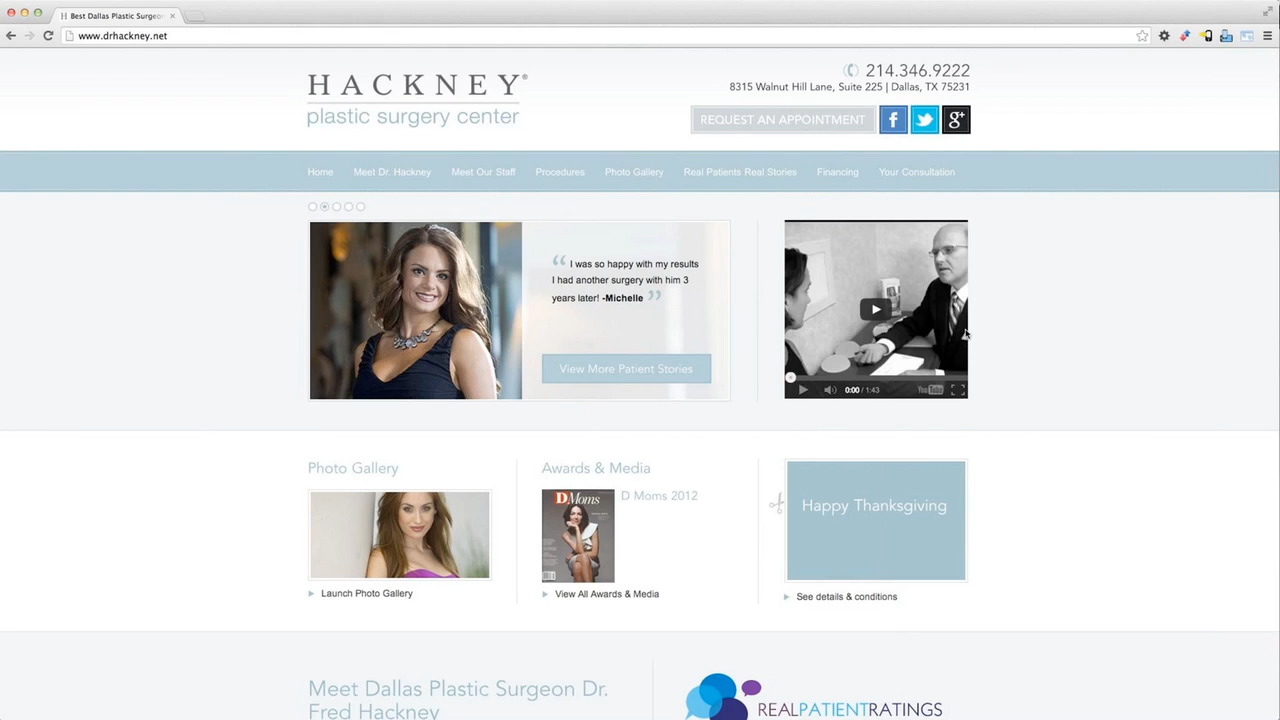 Best Dallas Plastic Surgeon
www.drhackney.net
HACKNEY®
plastic surgery center
214.346.9222
8315 Walnut Hill Lane, Suite 225 | Dallas, TX 75231
REQUEST AN APPOINTMENT
Home Meet Dr. Hackney Meet Our Staff Procedures Photo Gallery Real Patients Real Stories Financing Your Consultation
“ I was so happy with my results
I had another surgery with him 3
years later! -Michelle ”
View More Patient Stories
0:00 / 1:43 YouTube
Photo Gallery
Launch Photo Gallery
Awards & Media
D Moms
D Moms 2012
View All Awards & Media
Happy Thanksgiving
See details & conditions
Meet Dallas Plastic Surgeon Dr.
Fred Hackney
REALPATIENTRATINGS